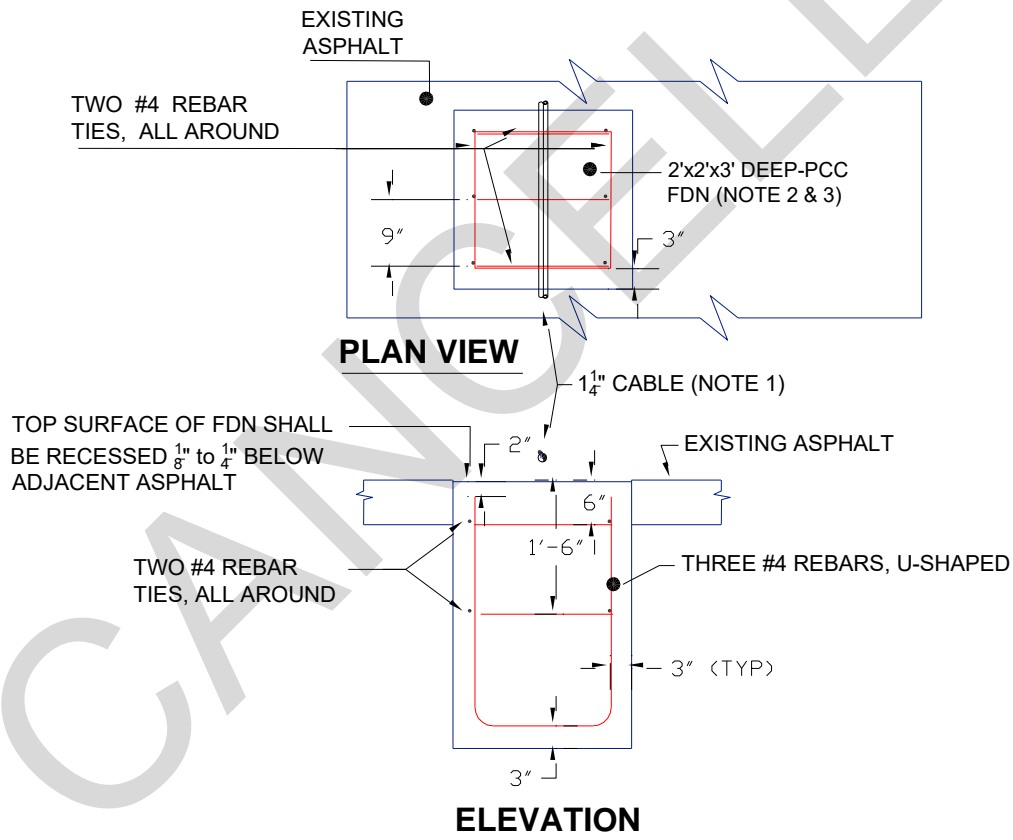 EXISTING
ASPHALT
TWO #4 REBAR
TIES, ALL AROUND
2'x2'x3' DEEP-PCC
FDN (NOTE 2 & 3)
9"
3"
PLAN VIEW
1 1/4" CABLE (NOTE 1)
TOP SURFACE OF FDN SHALL
BE RECESSED 1/8" to 1/4" BELOW
ADJACENT ASPHALT
2"
EXISTING ASPHALT
6"
1'-6"
TWO #4 REBAR
TIES, ALL AROUND
THREE #4 REBARS, U-SHAPED
3" (TYP)
3"
ELEVATION
CANCELL